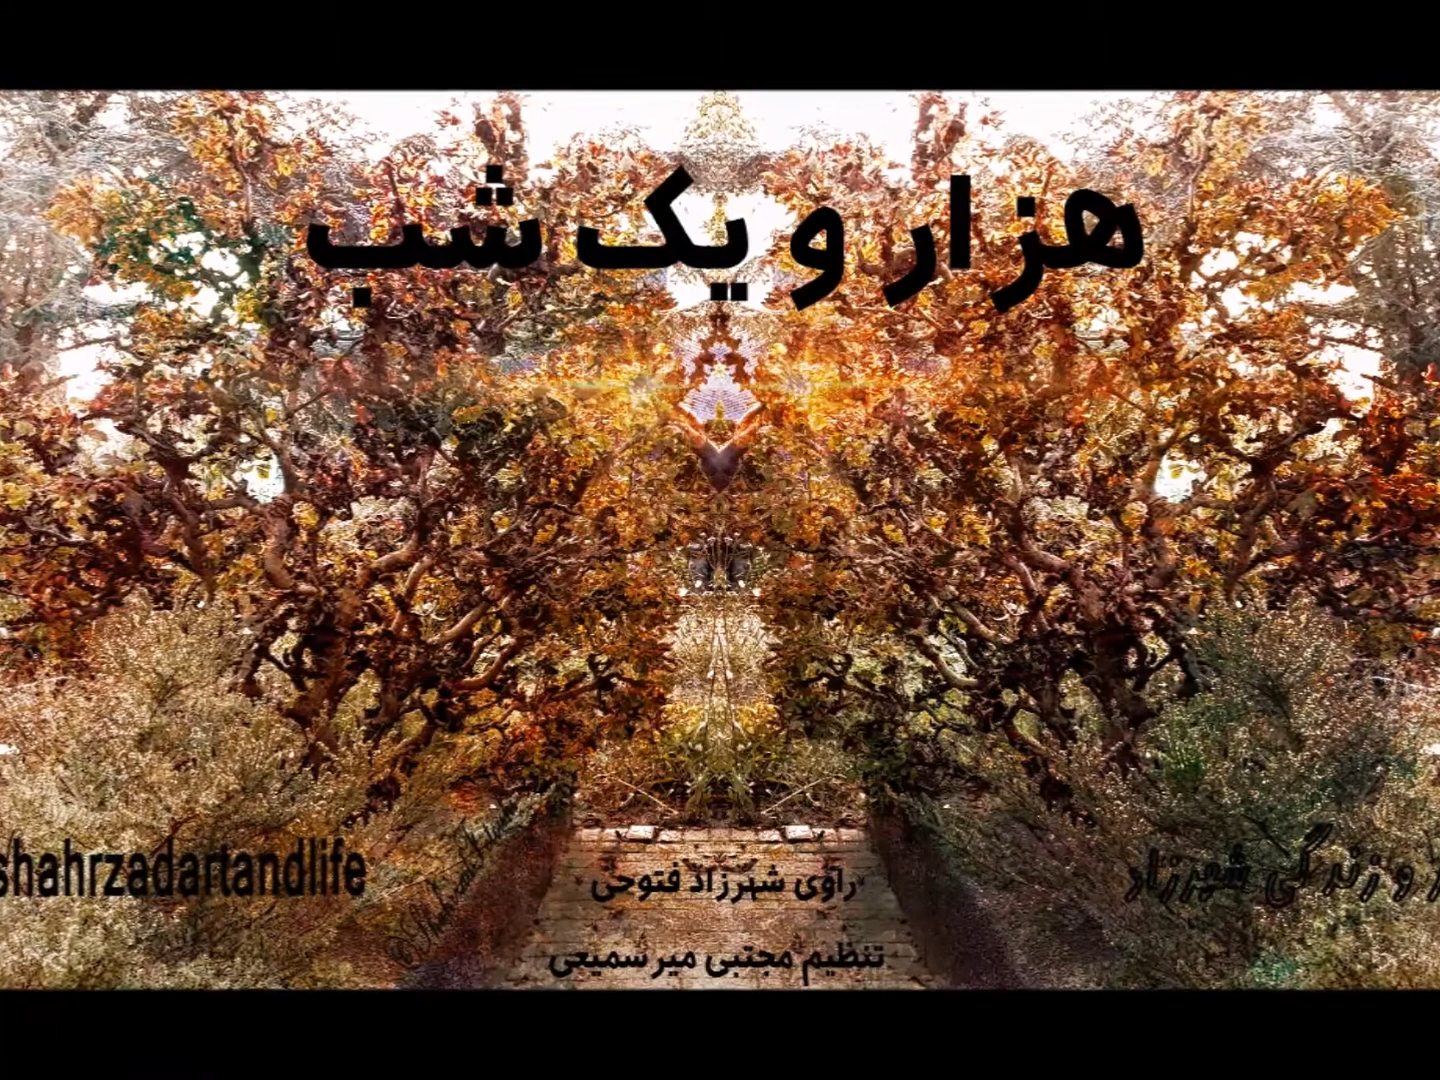 هزار و یک شب
shahrzadartandlife
و زندگی شهرزاد
راوی شهرزاد فتوحی
تنظیم مجتبی میرسمیعی